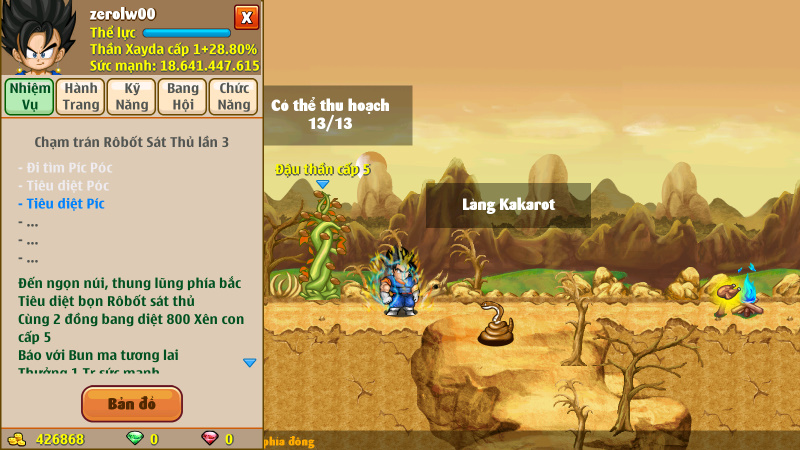 zerolw00
X
Thể lực
Thần Xayda cấp 1+28.80%
Sức mạnh: 18.641.447.615
Nhiệm Vụ
Hành Trang
Kỹ Năng
Bang Hội
Chức Năng
Chạm trán Rôbốt Sát Thủ lần 3
- Đi tìm Píc Póc
- Tiêu diệt Póc
- Tiêu diệt Píc
- ...
- ...
- ...
Đến ngọn núi, thung lũng phía bắc
Tiêu diệt bọn Rôbốt sát thủ
Cùng 2 đồng bang diệt 800 Xên con
cấp 5
Báo với Bun ma tương lai
Thưởng 1 Tr sức mạnh
Bản đồ
426868
0
0
Có thể thu hoạch
13/13
Đậu thần cấp 5
Làng Kakarot
phía đông